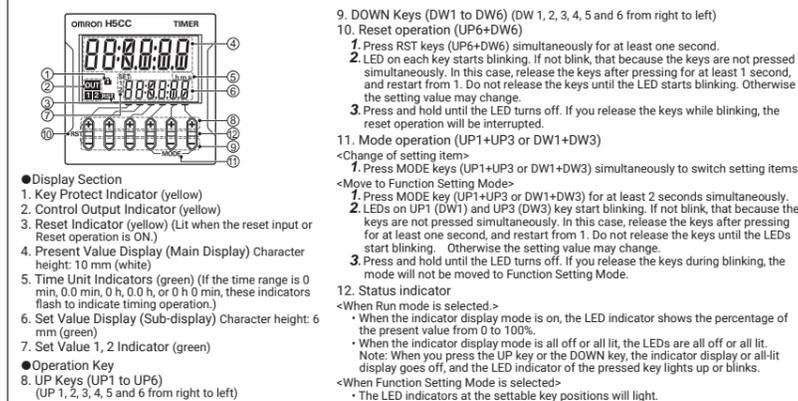 OMRON H5CC TIMER
88:8.8.8.8
SET
88:8.8.8.8
OUT
1 2 RST
RST
MODE
1
2
3
7
10
4
5
6
8
12
9
11
●Display Section
1. Key Protect Indicator (yellow)
2. Control Output Indicator (yellow)
3. Reset Indicator (yellow) (Lit when the reset input or
Reset operation is ON.)
4. Present Value Display (Main Display) Character
height: 10 mm (white)
5. Time Unit Indicators (green) (If the time range is 0
min, 0.0 min, 0 h, 0.0 h, or 0 h 0 min, these indicators
flash to indicate timing operation.)
6. Set Value Display (Sub-display) Character height: 6
mm (green)
7. Set Value 1, 2 Indicator (green)
●Operation Key
8. UP Keys (UP1 to UP6)
(UP 1, 2, 3, 4, 5 and 6 from right to left)
9. DOWN Keys (DW1 to DW6) (DW 1, 2, 3, 4, 5 and 6 from right to left)
10. Reset operation (UP6+DW6)
1. Press RST keys (UP6+DW6) simultaneously for at least one second.
2. LED on each key starts blinking. If not blink, that because the keys are not pressed
simultaneously. In this case, release the keys after pressing for at least 1 second,
and restart from 1. Do not release the keys until the LED starts blinking. Otherwise
the setting value may change.
3. Press and hold until the LED turns off. If you release the keys while blinking, the
reset operation will be interrupted.
11. Mode operation (UP1+UP3 or DW1+DW3)
<Change of setting item>
1. Press MODE keys (UP1+UP3 or DW1+DW3) simultaneously to switch setting items
<Move to Function Setting Mode>
1. Press MODE key (UP1+UP3 or DW1+DW3) for at least 2 seconds simultaneously.
2. LEDs on UP1 (DW1) and UP3 (DW3) key start blinking. If not blink, that because the
keys are not pressed simultaneously. In this case, release the keys after pressing
for at least one second, and restart from 1. Do not release the keys until the LEDs
start blinking. Otherwise the setting value may change.
3. Press and hold until the LED turns off. If you release the keys during blinking, the
mode will not be moved to Function Setting Mode.
12. Status indicator
<When Run mode is selected.>
• When the indicator display mode is on, the LED indicator shows the percentage of
the present value from 0 to 100%.
• When the indicator display mode is all off or all lit, the LEDs are all off or all lit.
Note: When you press the UP key or the DOWN key, the indicator display or all-lit
display goes off, and the LED indicator of the pressed key lights up or blinks.
<When Function Setting Mode is selected>
• The LED indicators at the settable key positions will light.